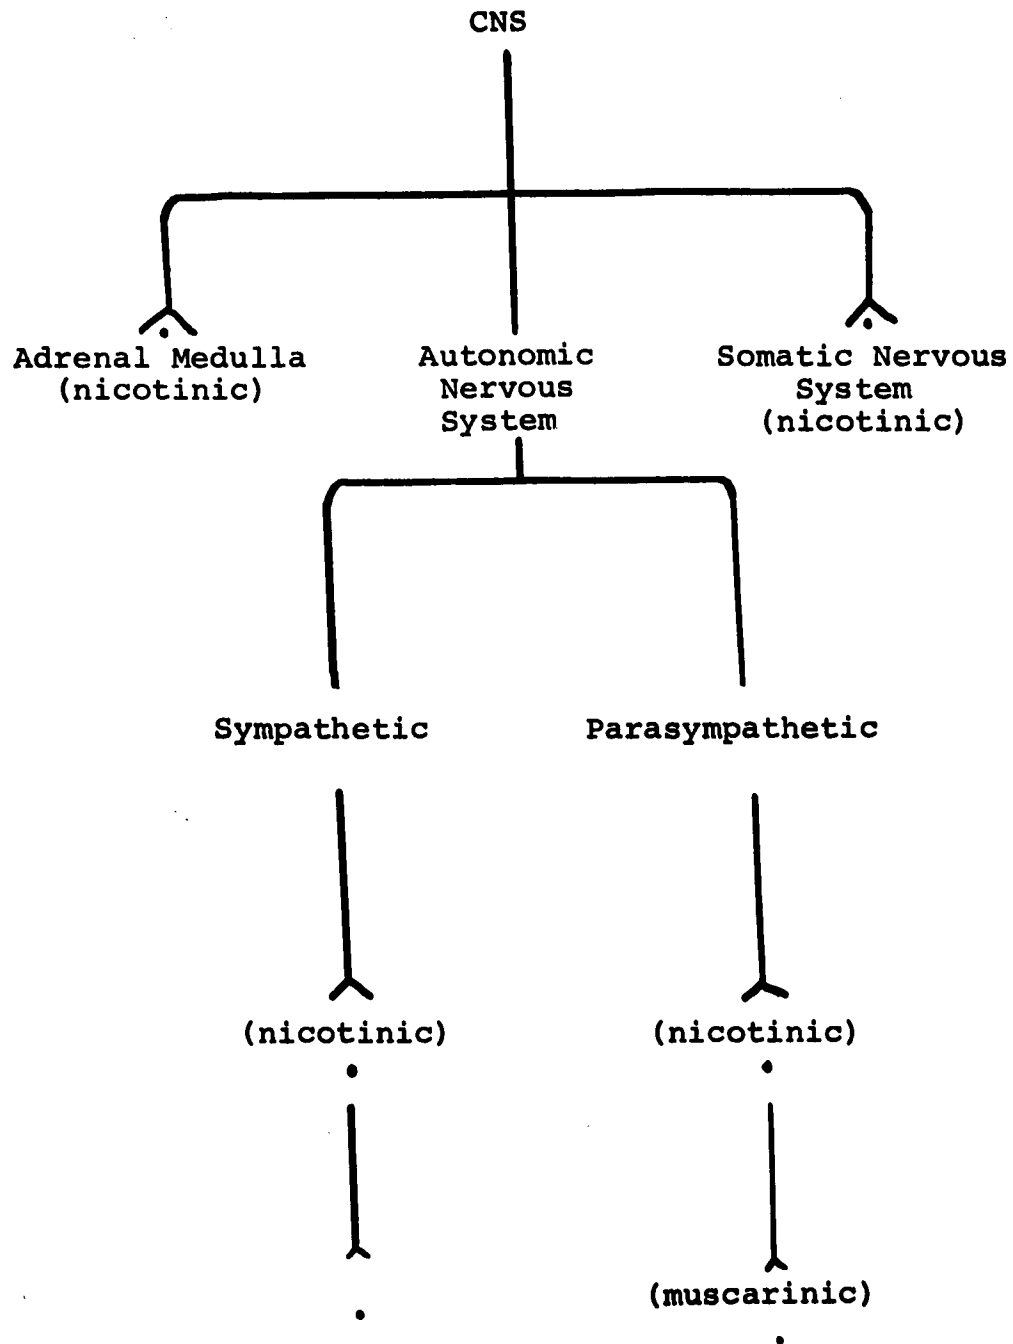 CNS
Adrenal Medulla
(nicotinic)
Autonomic
Nervous
System
Somatic Nervous
System
(nicotinic)
Sympathetic
Parasympathetic
(nicotinic)
(nicotinic)
(muscarinic)